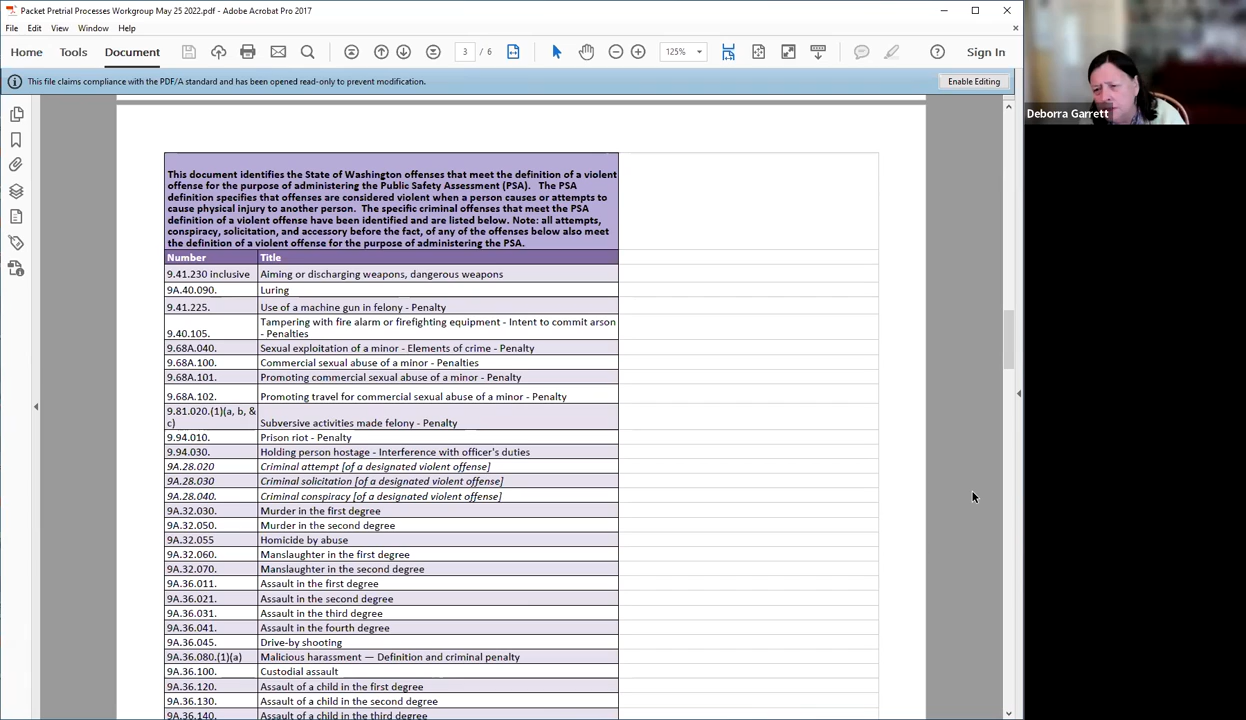 Packet Pretrial Processes Workgroup May 25 2022.pdf - Adobe Acrobat Pro 2017
File Edit View Window Help
Home Tools Document 3 / 6 125% Sign In
This file claims compliance with the PDF/A standard and has been opened read-only to prevent modification. Enable Editing
Deborra Garrett
This document identifies the State of Washington offenses that meet the definition of a violent
offense for the purpose of administering the Public Safety Assessment (PSA). The PSA
definition specifies that offenses are considered violent when a person causes or attempts to
cause physical injury to another person. The specific criminal offenses that meet the PSA
definition of a violent offense have been identified and are listed below. Note: all attempts,
conspiracy, solicitation, and accessory before the fact, of any of the offenses below also meet
the definition of a violent offense for the purpose of administering the PSA.
Number Title
9.41.230 inclusive Aiming or discharging weapons, dangerous weapons
9A.40.090. Luring
9.41.225. Use of a machine gun in felony - Penalty
Tampering with fire alarm or firefighting equipment - Intent to commit arson
9.40.105. - Penalties
9.68A.040. Sexual exploitation of a minor - Elements of crime - Penalty
9.68A.100. Commercial sexual abuse of a minor - Penalties
9.68A.101. Promoting commercial sexual abuse of a minor - Penalty
9.68A.102. Promoting travel for commercial sexual abuse of a minor - Penalty
9.81.020.(1)(a, b, &
c) Subversive activities made felony - Penalty
9.94.010. Prison riot - Penalty
9.94.030. Holding person hostage - Interference with officer's duties
9A.28.020 Criminal attempt [of a designated violent offense]
9A.28.030 Criminal solicitation [of a designated violent offense]
9A.28.040. Criminal conspiracy [of a designated violent offense]
9A.32.030. Murder in the first degree
9A.32.050. Murder in the second degree
9A.32.055 Homicide by abuse
9A.32.060. Manslaughter in the first degree
9A.32.070. Manslaughter in the second degree
9A.36.011. Assault in the first degree
9A.36.021. Assault in the second degree
9A.36.031. Assault in the third degree
9A.36.041. Assault in the fourth degree
9A.36.045. Drive-by shooting
9A.36.080.(1)(a) Malicious harassment — Definition and criminal penalty
9A.36.100. Custodial assault
9A.36.120. Assault of a child in the first degree
9A.36.130. Assault of a child in the second degree
9A.36.140. Assault of a child in the third degree